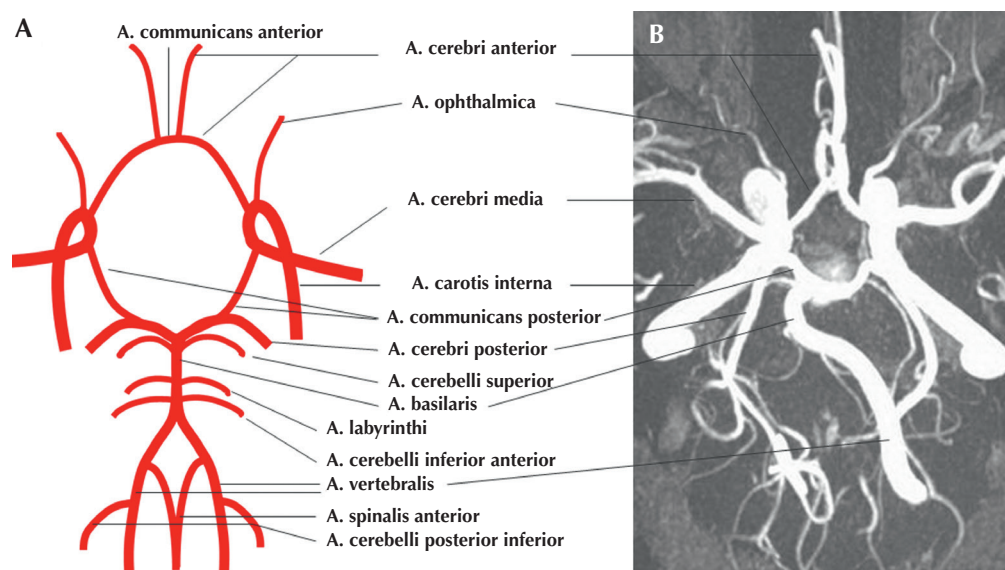 A
A. communicans anterior
A. cerebri anterior
B
A. ophthalmica
A. cerebri media
A. carotis interna
A. communicans posterior
A. cerebri posterior
A. cerebelli superior
A. basilaris
A. labyrinthi
A. cerebelli inferior anterior
A. vertebralis
A. spinalis anterior
A. cerebelli posterior inferior